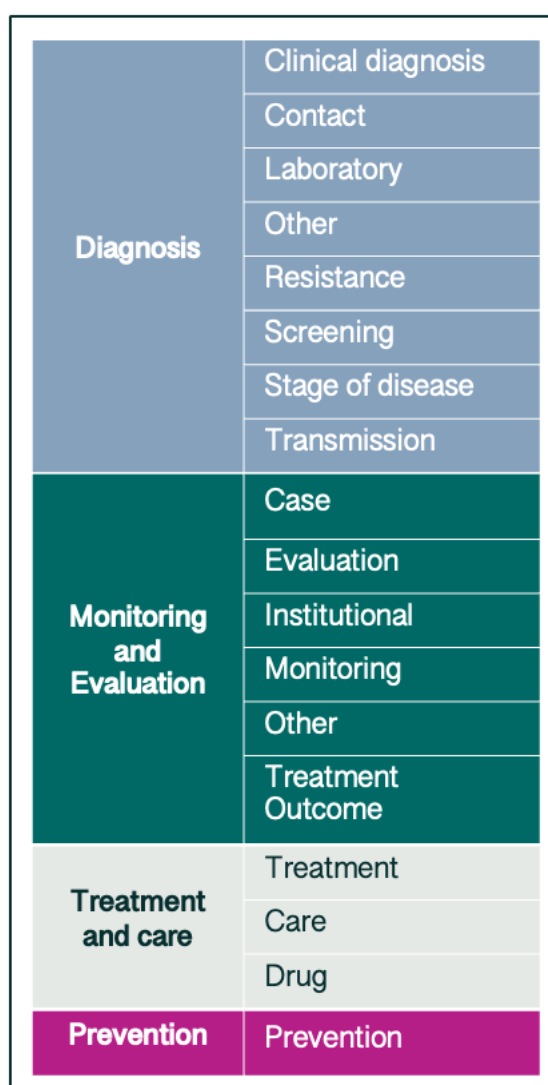 Diagnosis
Clinical diagnosis
Contact
Laboratory
Other
Resistance
Screening
Stage of disease
Transmission
Monitoring
and
Evaluation
Case
Evaluation
Institutional
Monitoring
Other
Treatment
Outcome
Treatment
and care
Treatment
Care
Drug
Prevention
Prevention